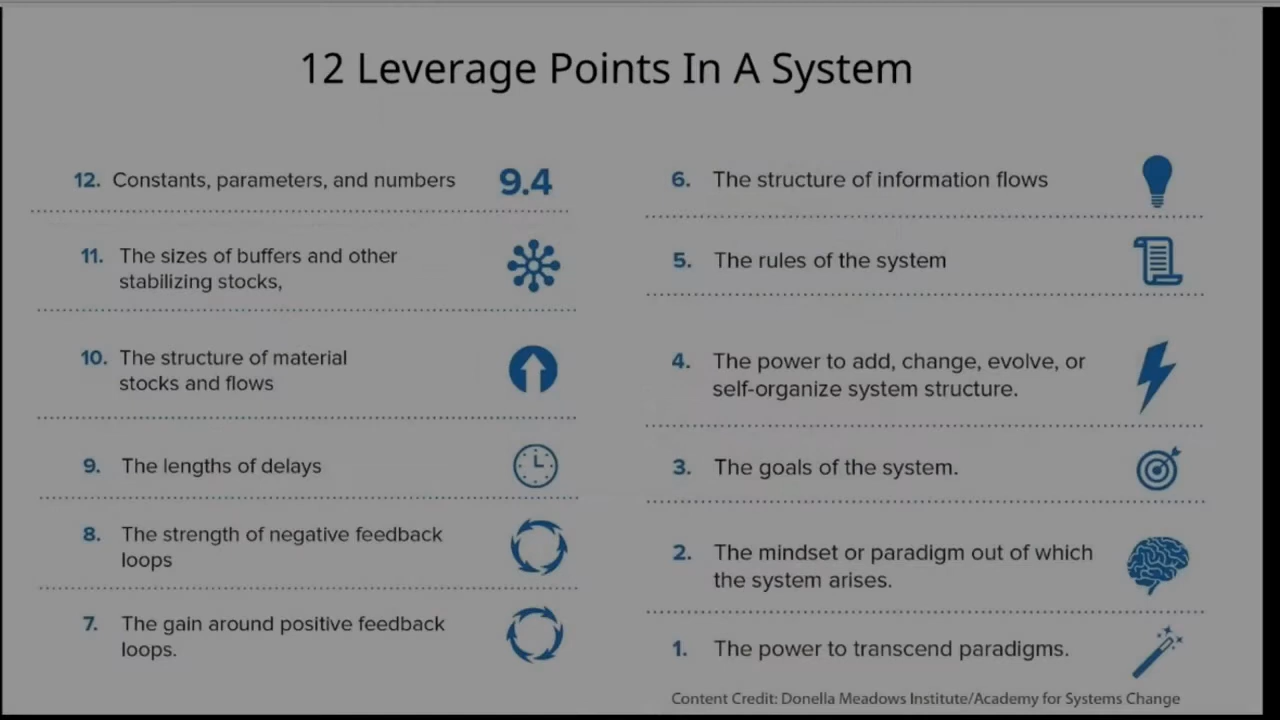 12 Leverage Points In A System
12. Constants, parameters, and numbers
9.4
11. The sizes of buffers and other
stabilizing stocks,
10. The structure of material
stocks and flows
9. The lengths of delays
8. The strength of negative feedback
loops
7. The gain around positive feedback
loops.
6. The structure of information flows
5. The rules of the system
4. The power to add, change, evolve, or
self-organize system structure.
3. The goals of the system.
2. The mindset or paradigm out of which
the system arises.
1. The power to transcend paradigms.
Content Credit: Donella Meadows Institute/Academy for Systems Change